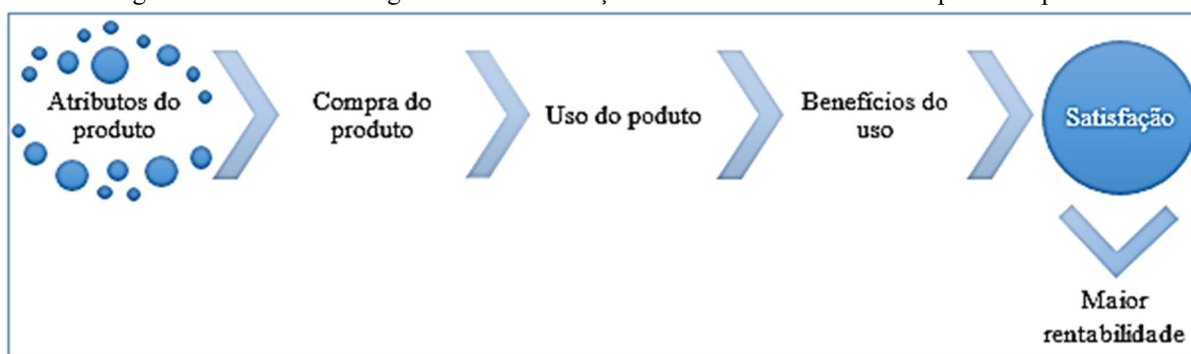 Atributos do
produto
Compra do
produto
Uso do poduto
Benefícios do
uso
Satisfação
Maior
rentabilidade